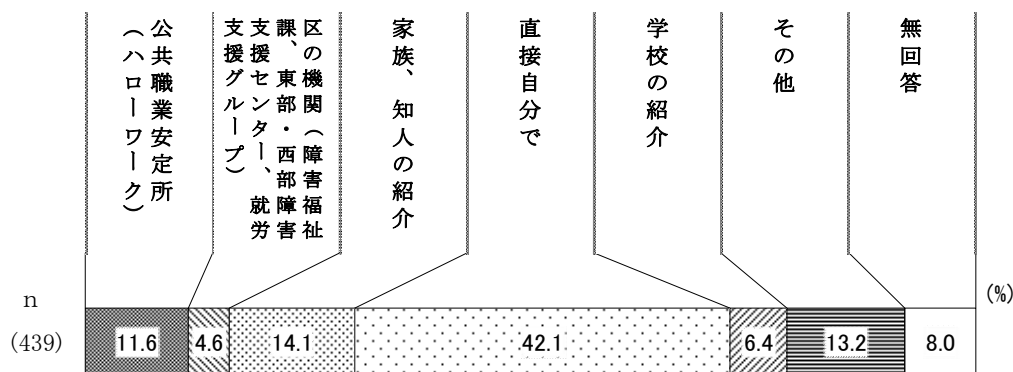 公共職業安定所
（ハローワーク）
区の機関（障害福祉
課、東部・西部障害
支援センター、就労
支援グループ）
家族、知人の紹介
直接自分で
学校の紹介
その他
無回答
(%)
n
(439)
11.6
4.6
14.1
42.1
6.4
13.2
8.0